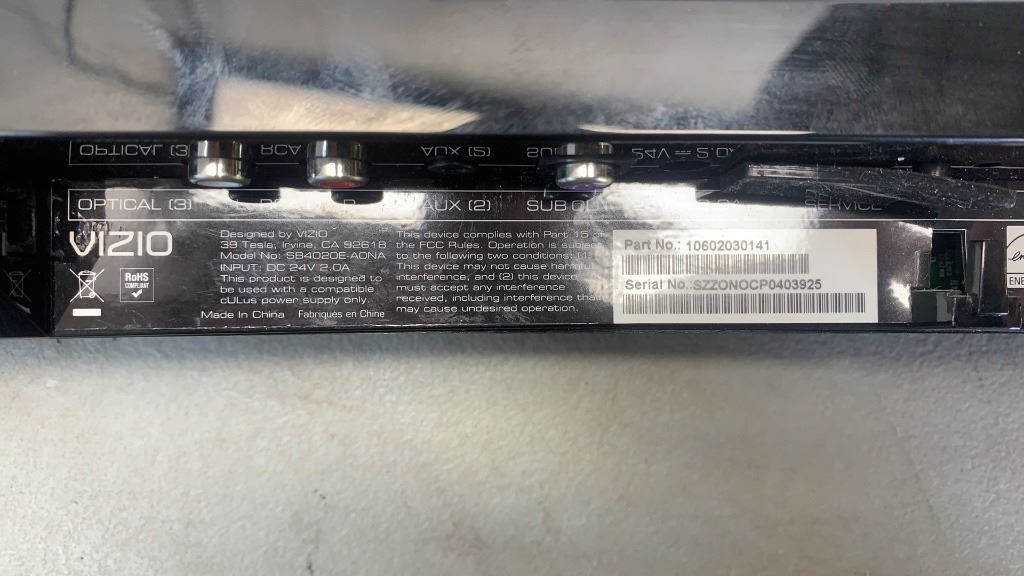 OPTICAL (3)
AUX (2)
SUB
SERVICE
VIZIO
RoHS
COMPLIANT
Designed by VIZIO
39 Tesla, Irvine, CA 92618
Model No: SB4020E-A0NA
INPUT: DC 24V 2.0A
This product is designed to
be used with a compatible
cULus power supply only.
Made In China Fabriqués en Chine
This device complies with Part 15 of
the FCC Rules. Operation is subject
to the following two conditions: (1)
This device may not cause harmful
interference, and (2) this device
must accept any interference
received, including interference that
may cause undesired operation.
Part No.: 10602030141
Serial No.:SZZONOCP0403925